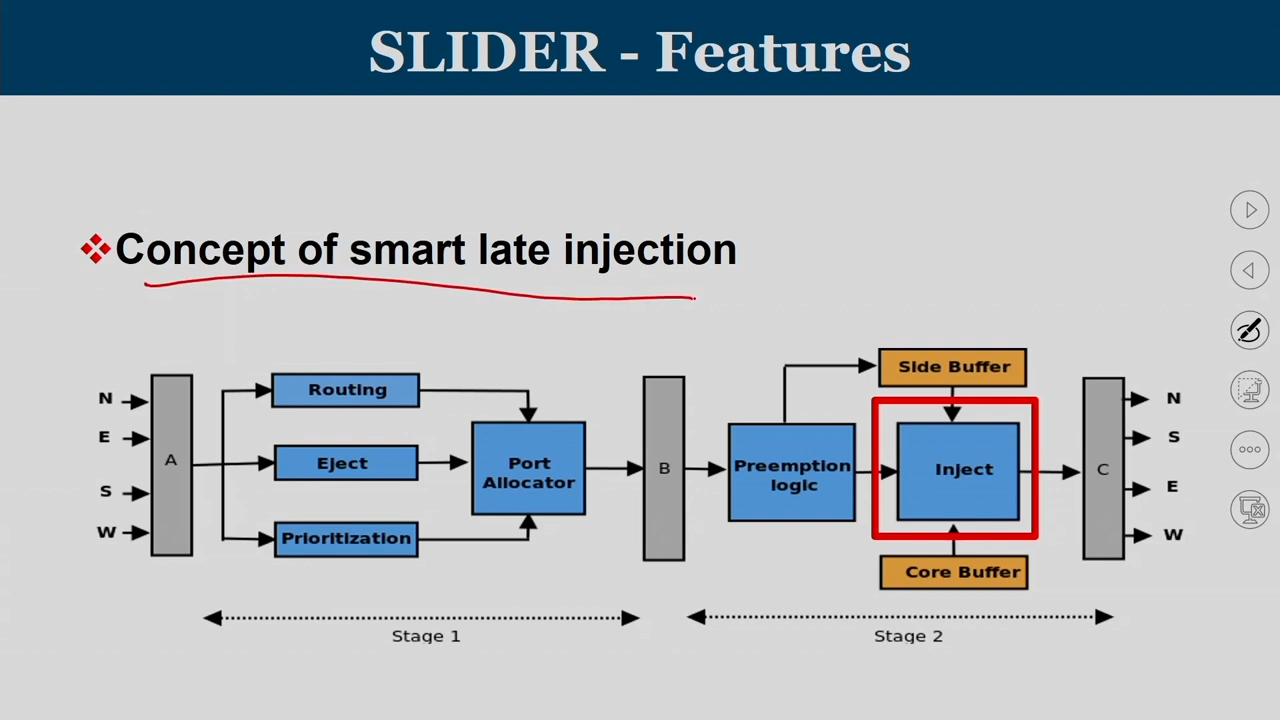 SLIDER - Features
❖Concept of smart late injection
N
E
S
W
A
Routing
Eject
Prioritization
Port
Allocator
B
Preemption
logic
Side Buffer
Inject
Core Buffer
C
N
S
E
W
Stage 1
Stage 2